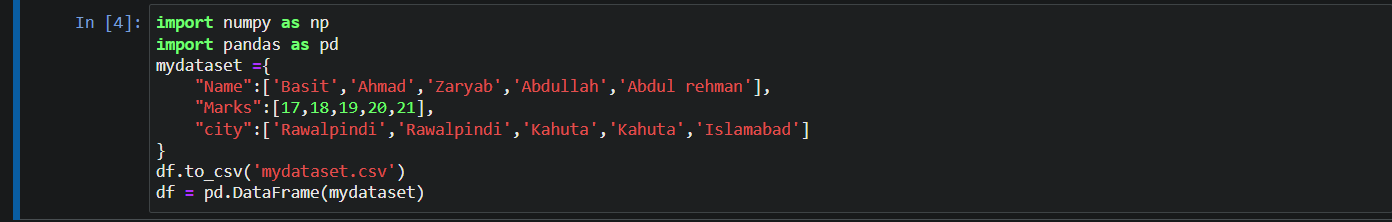 In [4]: import numpy as np
import pandas as pd
mydataset ={
    "Name":['Basit','Ahmad','Zaryab','Abdullah','Abdul rehman'],
    "Marks":[17,18,19,20,21],
    "city":['Rawalpindi','Rawalpindi','Kahuta','Kahuta','Islamabad']
}
df.to_csv('mydataset.csv')
df = pd.DataFrame(mydataset)